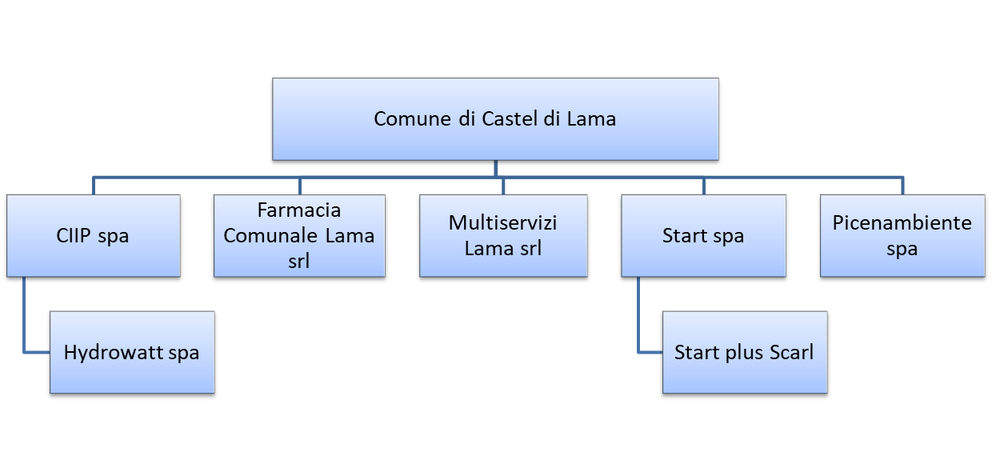 Comune di Castel di Lama
CIIP spa
Farmacia
Comunale Lama
srl
Multiservizi
Lama srl
Start spa
Picenambiente
spa
Hydrowatt spa
Start plus Scarl